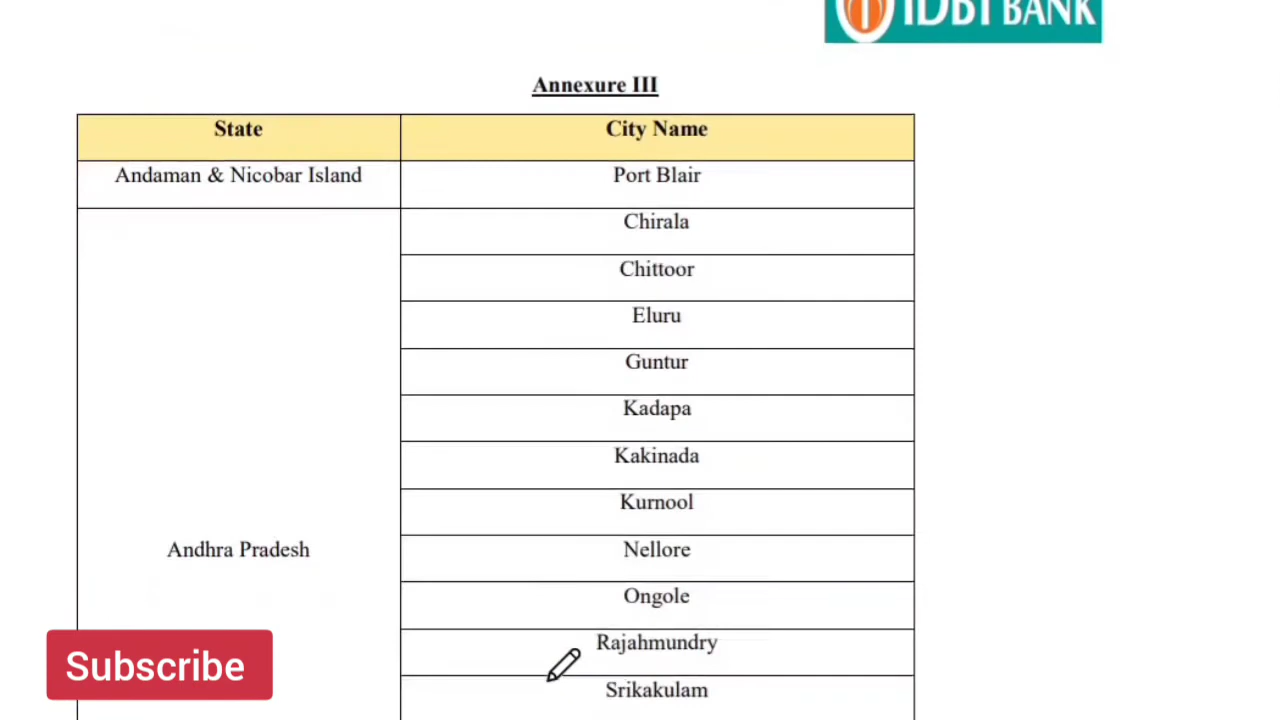 IDBI BANK
Annexure III
State City Name
Andaman & Nicobar Island Port Blair
Chirala
Chittoor
Eluru
Guntur
Kadapa
Kakinada
Kurnool
Andhra Pradesh Nellore
Ongole
Rajahmundry
Subscribe
Srikakulam